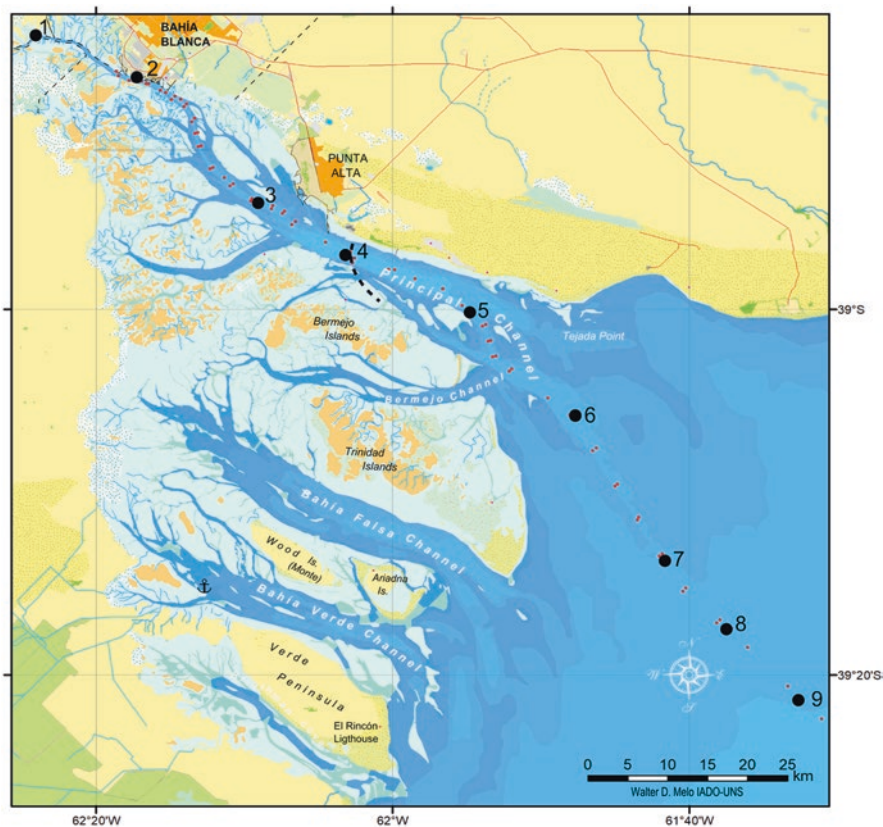 1
BAHÍA
BLANCA
2
PUNTA
ALTA
3
4
Principal
Channel
5
39°S
Tejada Point
Bermejo
Islands
Bermejo Channel
6
Trinidad
Islands
Bahía Falsa Channel
7
Wood Is.
(Monte)
Ariadna
Is.
Bahía Verde Channel
8
N
W
E
S
39°20'S
Verde
Peninsula
9
El Rincón-
Ligthouse
0 5 10 15 20 25
km
Walter D. Melo IADO-UNS
62°20'W 62°W 61°40'W